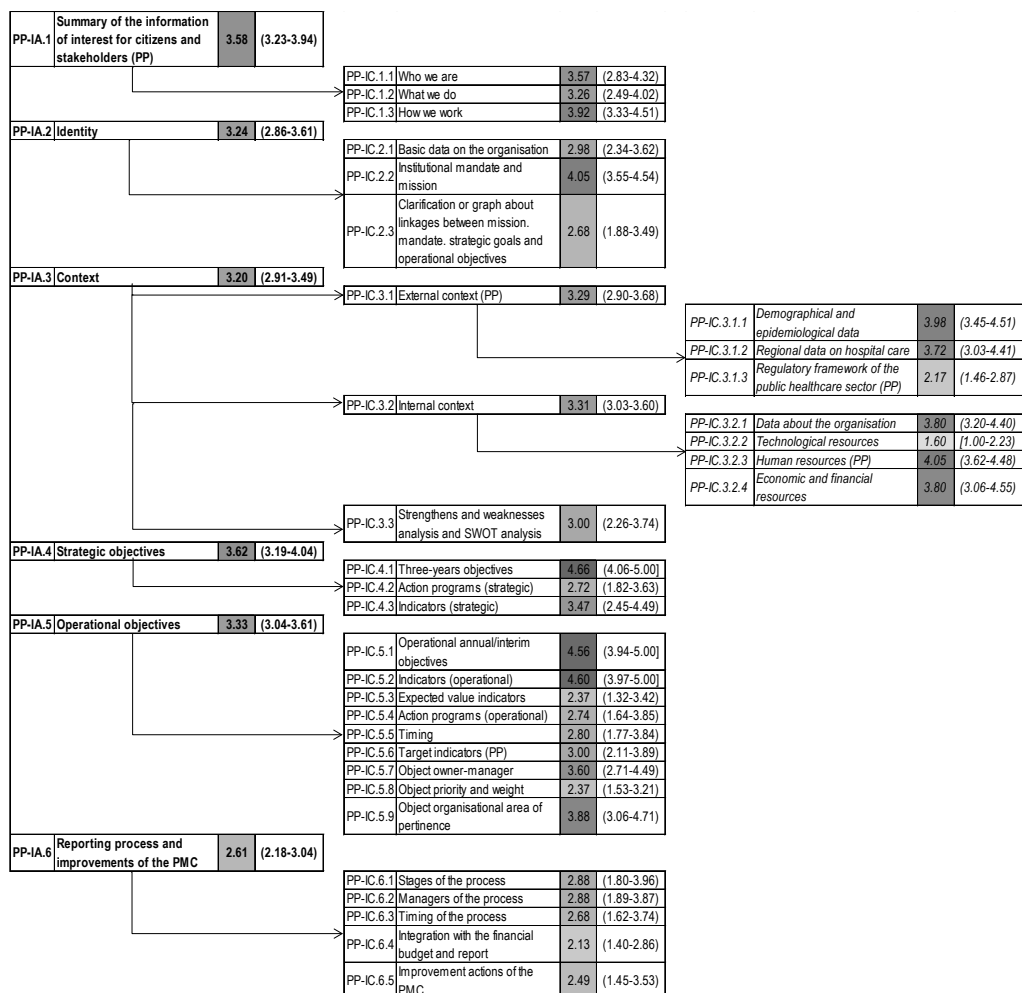 Summary of the information
PP-IA.1 of interest for citizens and 3.58 (3.23-3.94)
stakeholders (PP)
PP-IC.1.1 Who we are 3.57 (2.83-4.32)
PP-IC.1.2 What we do 3.26 (2.49-4.02)
PP-IC.1.3 How we work 3.92 (3.33-4.51)
PP-IA.2 Identity 3.24 (2.86-3.61)
PP-IC.2.1 Basic data on the organisation 2.98 (2.34-3.62)
Institutional mandate and
PP-IC.2.2 4.05 (3.55-4.54)
mission
Clarification or graph about
linkages between mission.
PP-IC.2.3 2.68 (1.88-3.49)
mandate. strategic goals and
operational objectives
PP-IA.3 Context 3.20 (2.91-3.49)
PP-IC.3.1 External context (PP) 3.29 (2.90-3.68)
Demographical and
PP-IC.3.1.1 3.98 (3.45-4.51)
epidemiological data
PP-IC.3.1.2 Regional data on hospital care 3.72 (3.03-4.41)
Regulatory framework of the
PP-IC.3.1.3 2.17 (1.46-2.87)
public healthcare sector (PP)
PP-IC.3.2 Internal context 3.31 (3.03-3.60)
PP-IC.3.2.1 Data about the organisation 3.80 (3.20-4.40)
PP-IC.3.2.2 Technological resources 1.60 [1.00-2.23)
PP-IC.3.2.3 Human resources (PP) 4.05 (3.62-4.48)
Economic and financial
PP-IC.3.2.4 3.80 (3.06-4.55)
resources
Strengthens and weaknesses
PP-IC.3.3 3.00 (2.26-3.74)
analysis and SWOT analysis
PP-IA.4 Strategic objectives 3.62 (3.19-4.04)
PP-IC.4.1 Three-years objectives 4.66 (4.06-5.00]
PP-IC.4.2 Action programs (strategic) 2.72 (1.82-3.63)
PP-IC.4.3 Indicators (strategic) 3.47 (2.45-4.49)
PP-IA.5 Operational objectives 3.33 (3.04-3.61)
Operational annual/interim
PP-IC.5.1 4.56 (3.94-5.00]
objectives
PP-IC.5.2 Indicators (operational) 4.60 (3.97-5.00]
PP-IC.5.3 Expected value indicators 2.37 (1.32-3.42)
PP-IC.5.4 Action programs (operational) 2.74 (1.64-3.85)
PP-IC.5.5 Timing 2.80 (1.77-3.84)
PP-IC.5.6 Target indicators (PP) 3.00 (2.11-3.89)
PP-IC.5.7 Object owner-manager 3.60 (2.71-4.49)
PP-IC.5.8 Object priority and weight 2.37 (1.53-3.21)
Object organisational area of
PP-IC.5.9 3.88 (3.06-4.71)
pertinence
Reporting process and
PP-IA.6 2.61 (2.18-3.04)
improvements of the PMC
PP-IC.6.1 Stages of the process 2.88 (1.80-3.96)
PP-IC.6.2 Managers of the process 2.88 (1.89-3.87)
PP-IC.6.3 Timing of the process 2.68 (1.62-3.74)
Integration with the financial
PP-IC.6.4 2.13 (1.40-2.86)
budget and report
Improvement actions of the
PP-IC.6.5 2.49 (1.45-3.53)
PMC